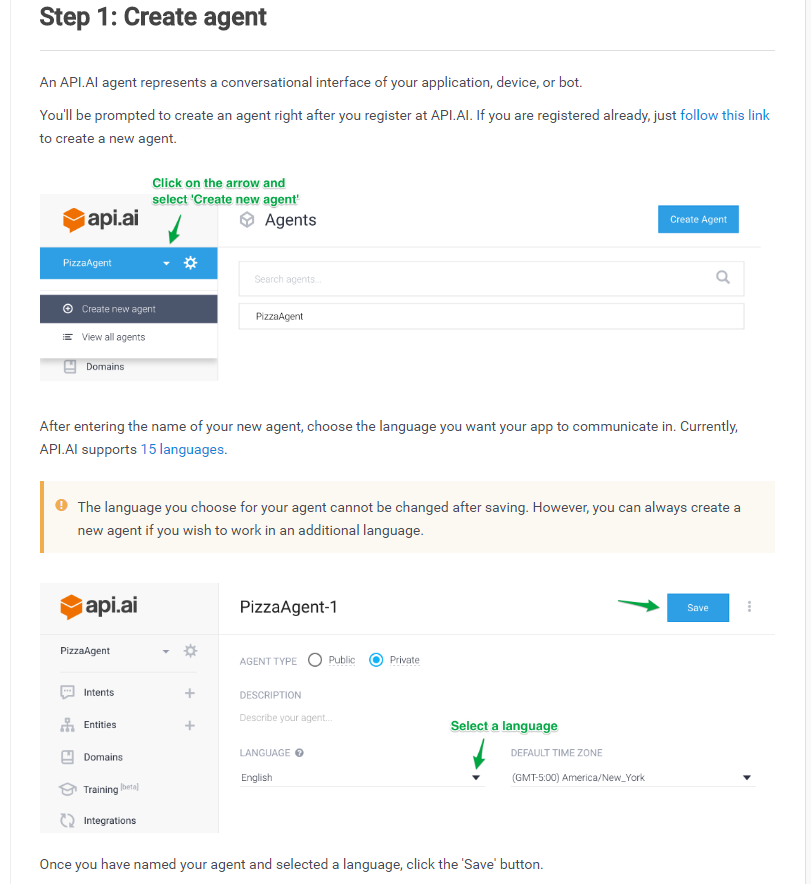 Step 1: Create agent
An API.AI agent represents a conversational interface of your application, device, or bot.
You'll be prompted to create an agent right after you register at API.AI. If you are registered already, just follow this link
to create a new agent.
Click on the arrow and
select 'Create new agent'
api.ai
Agents
Create Agent
PizzaAgent
Search agents...
Create new agent
PizzaAgent
View all agents
Domains
After entering the name of your new agent, choose the language you want your app to communicate in. Currently,
API.AI supports 15 languages.
The language you choose for your agent cannot be changed after saving. However, you can always create a
new agent if you wish to work in an additional language.
api.ai
PizzaAgent-1
Save
PizzaAgent
AGENT TYPE Public Private
Intents
DESCRIPTION
Describe your agent...
Entities
Select a language
Domains
LANGUAGE
DEFAULT TIME ZONE
English
(GMT-5:00) America/New_York
Training [beta]
Integrations
Once you have named your agent and selected a language, click the 'Save' button.